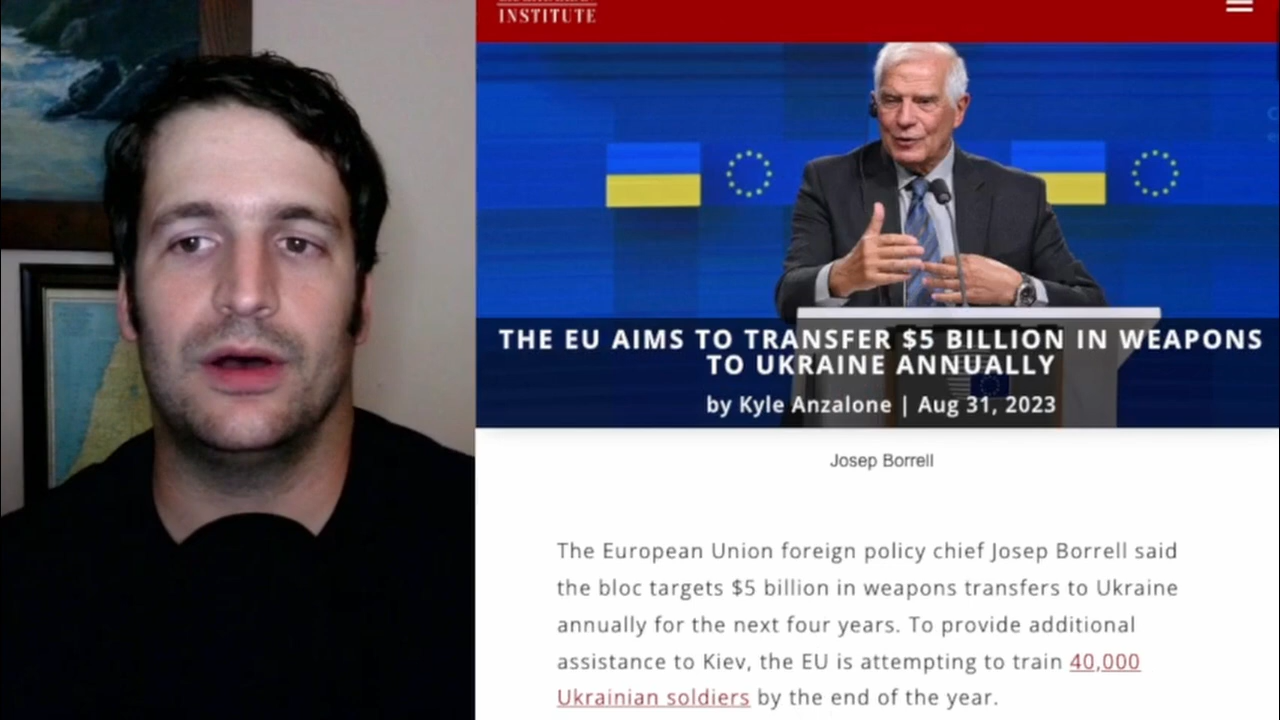 INSTITUTE
THE EU AIMS TO TRANSFER $5 BILLION IN WEAPONS
TO UKRAINE ANNUALLY
by Kyle Anzalone | Aug 31, 2023
Josep Borrell
The European Union foreign policy chief Josep Borrell said
the bloc targets $5 billion in weapons transfers to Ukraine
annually for the next four years. To provide additional
assistance to Kiev, the EU is attempting to train 40,000
Ukrainian soldiers by the end of the year.